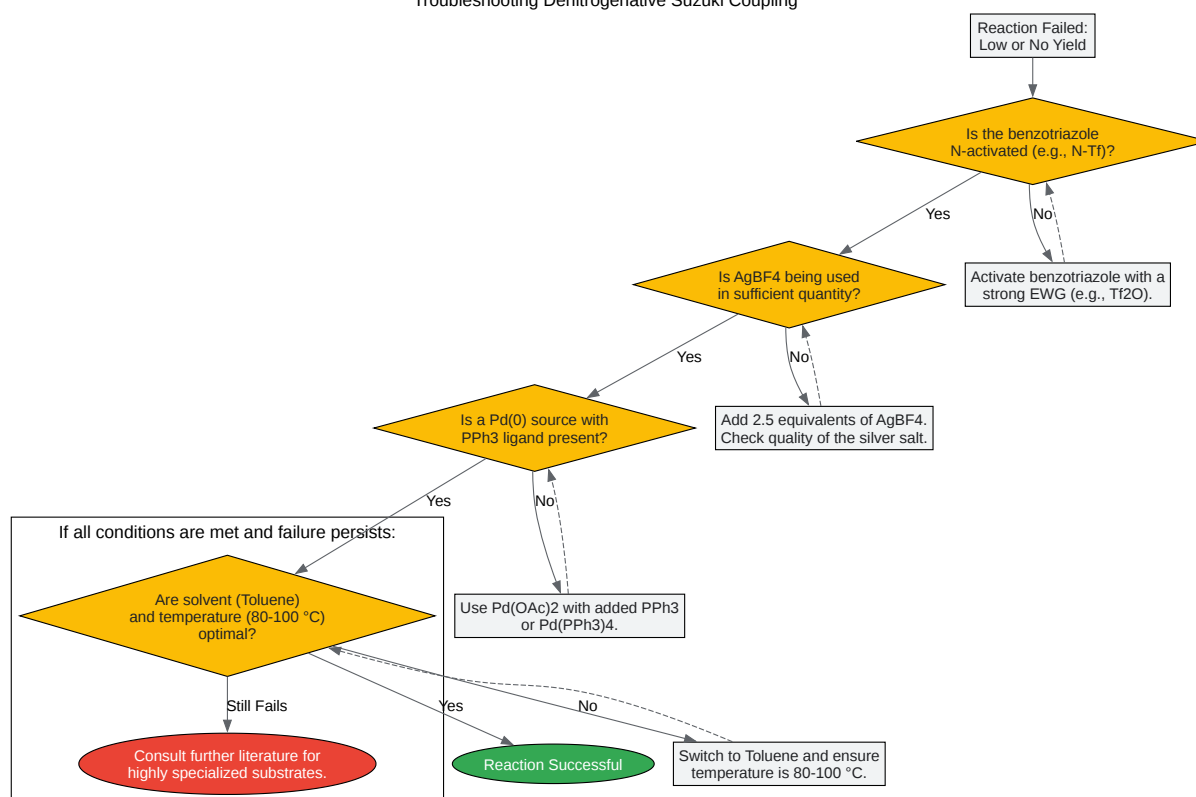 Troubleshooting Denitrogenative Suzuki Coupling
Reaction Failed:
Low or No Yield
Is the benzotriazole
N-activated (e.g., N-Tf)?
Yes
No
Is AgBF4 being used
in sufficient quantity?
Activate benzotriazole with a
strong EWG (e.g., Tf2O).
Yes
No
Is a Pd(0) source with
PPh3 ligand present?
Add 2.5 equivalents of AgBF4.
Check quality of the silver salt.
Yes
No
If all conditions are met and failure persists:
Are solvent (Toluene)
and temperature (80-100 °C)
optimal?
Use Pd(OAc)2 with added PPh3
or Pd(PPh3)4.
Still Fails
Yes
No
Consult further literature for
highly specialized substrates.
Reaction Successful
Switch to Toluene and ensure
temperature is 80-100 °C.